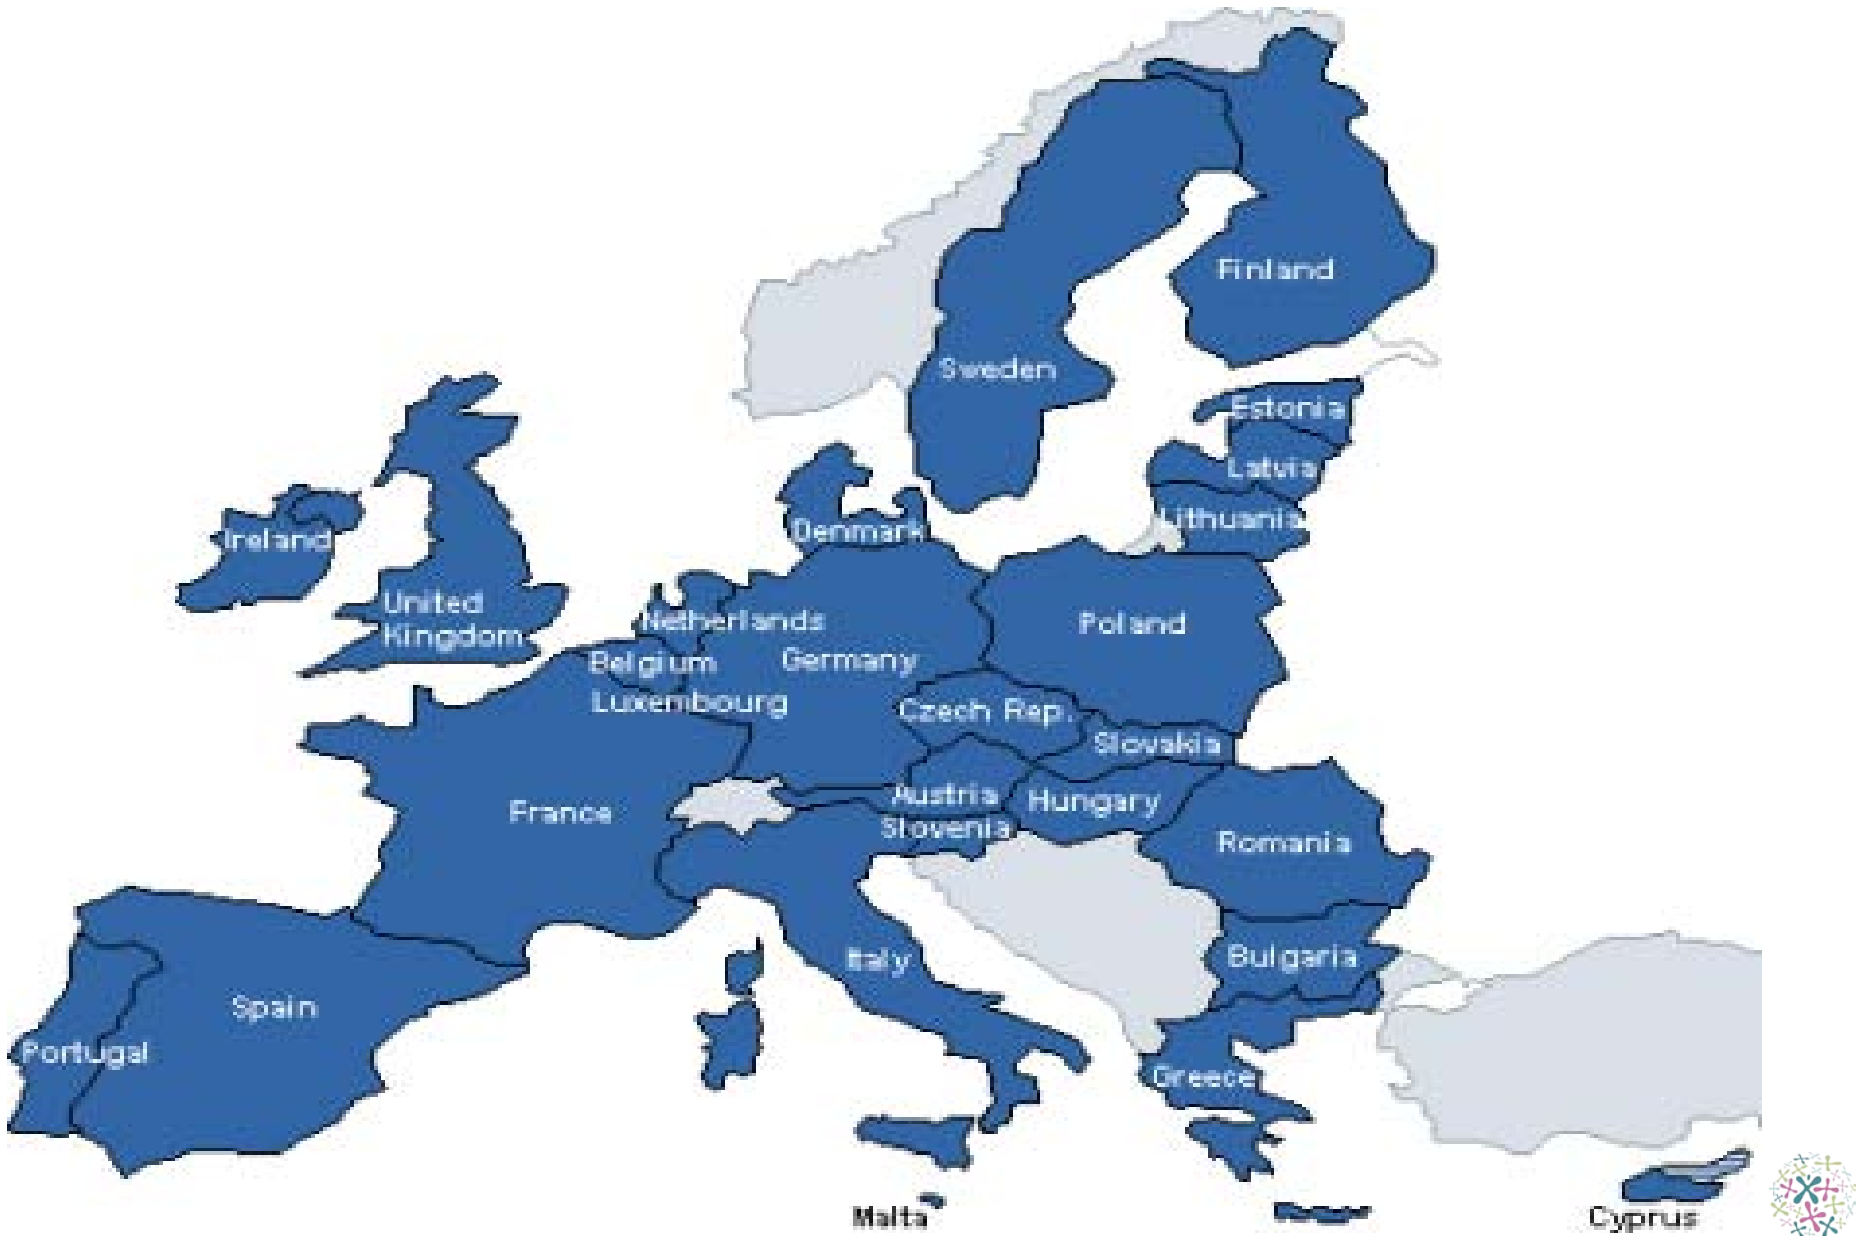 Finland
Sweden
Estonia
Latvia
Lithuania
Denmark
Ireland
United
Kingdom
Netherlands
Poland
Belgium
Germany
Luxembourg
Czech Rep.
Slovakia
Austria
Hungary
France
Slovenia
Romania
Italy
Bulgaria
Spain
Portugal
Greece
Malta
Cyprus